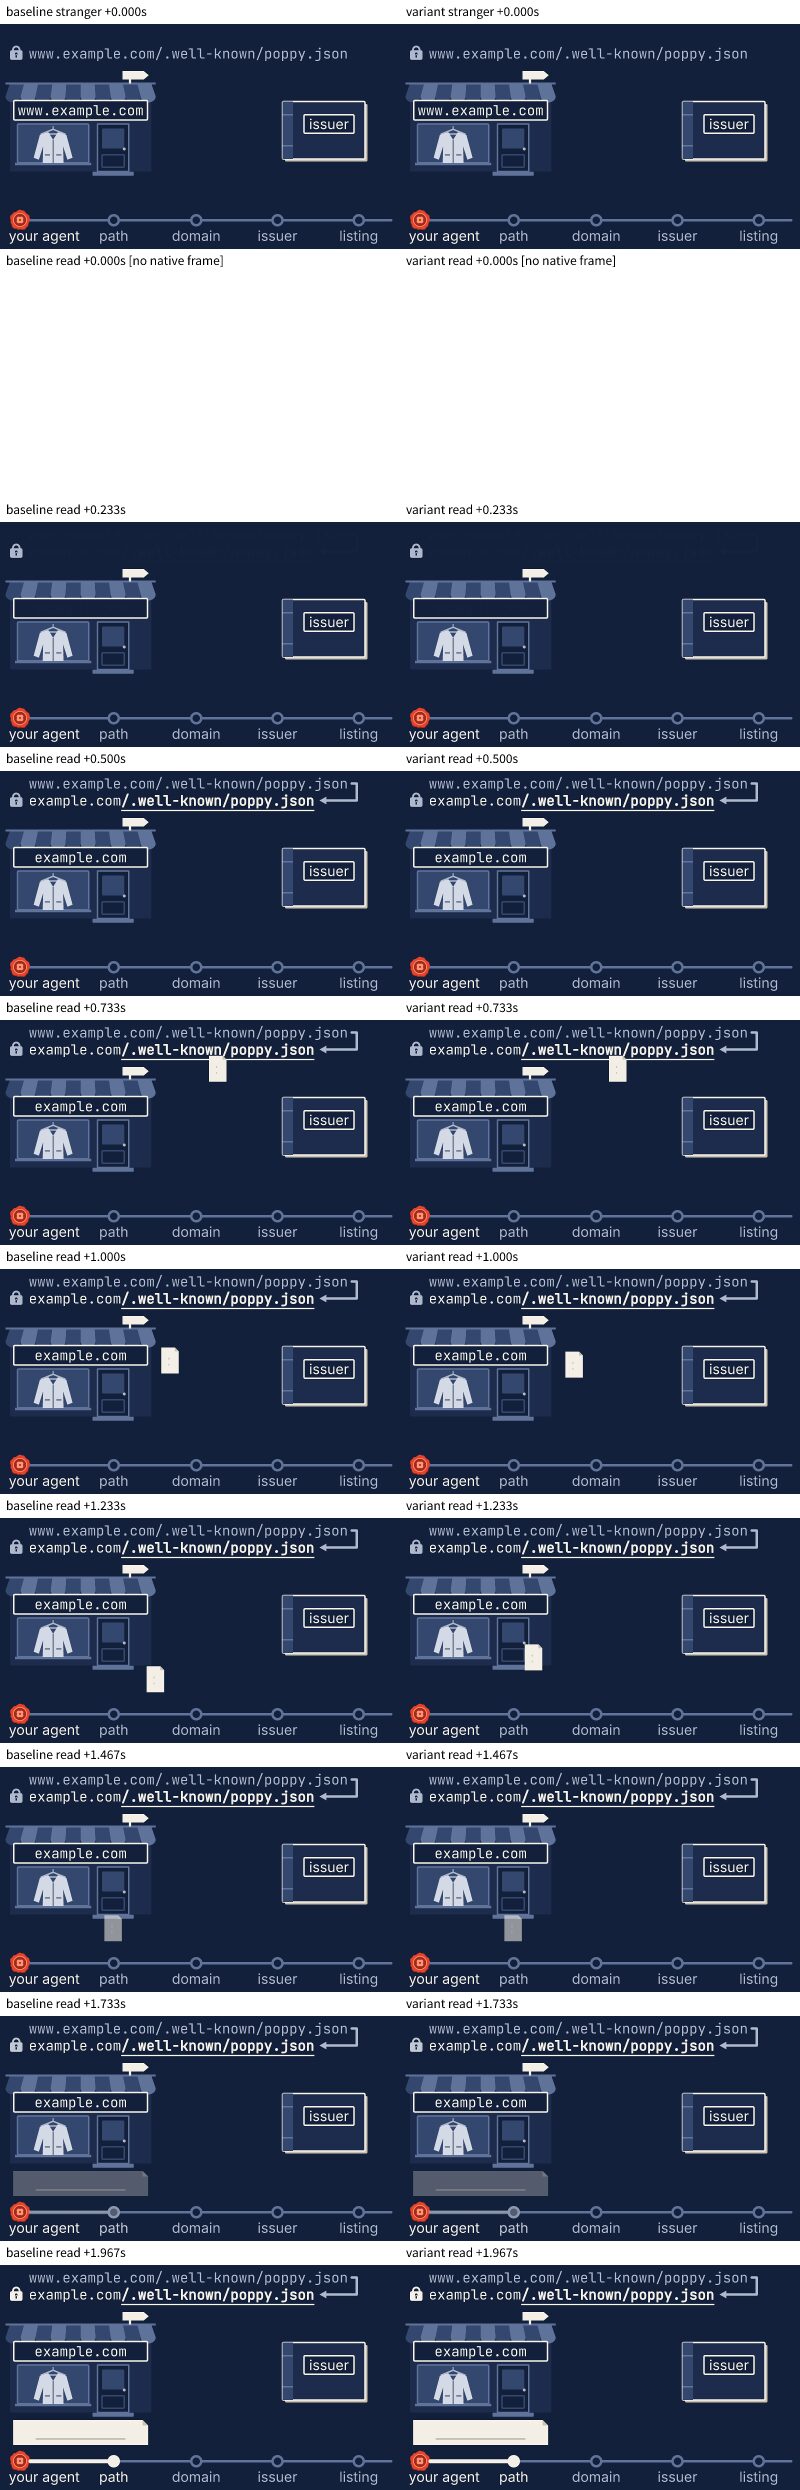 baseline stranger +0.000s
variant stranger +0.000s
www.example.com/.well-known/poppy.json
www.example.com/.well-known/poppy.json
www.example.com
issuer
www.example.com
issuer
your agent path domain issuer listing
your agent path domain issuer listing
baseline read +0.000s [no native frame]
variant read +0.000s [no native frame]
baseline read +0.233s
variant read +0.233s
issuer
issuer
your agent path domain issuer listing
your agent path domain issuer listing
baseline read +0.500s
variant read +0.500s
www.example.com/.well-known/poppy.json
www.example.com/.well-known/poppy.json
example.com/.well-known/poppy.json
example.com/.well-known/poppy.json
example.com
issuer
example.com
issuer
your agent path domain issuer listing
your agent path domain issuer listing
baseline read +0.733s
variant read +0.733s
www.example.com/.well-known/poppy.json
www.example.com/.well-known/poppy.json
example.com/.well-known/poppy.json
example.com/.well-known/poppy.json
example.com
issuer
example.com
issuer
your agent path domain issuer listing
your agent path domain issuer listing
baseline read +1.000s
variant read +1.000s
www.example.com/.well-known/poppy.json
www.example.com/.well-known/poppy.json
example.com/.well-known/poppy.json
example.com/.well-known/poppy.json
example.com
issuer
example.com
issuer
your agent path domain issuer listing
your agent path domain issuer listing
baseline read +1.233s
variant read +1.233s
www.example.com/.well-known/poppy.json
www.example.com/.well-known/poppy.json
example.com/.well-known/poppy.json
example.com/.well-known/poppy.json
example.com
issuer
example.com
issuer
your agent path domain issuer listing
your agent path domain issuer listing
baseline read +1.467s
variant read +1.467s
www.example.com/.well-known/poppy.json
www.example.com/.well-known/poppy.json
example.com/.well-known/poppy.json
example.com/.well-known/poppy.json
example.com
issuer
example.com
issuer
your agent path domain issuer listing
your agent path domain issuer listing
baseline read +1.733s
variant read +1.733s
www.example.com/.well-known/poppy.json
www.example.com/.well-known/poppy.json
example.com/.well-known/poppy.json
example.com/.well-known/poppy.json
example.com
issuer
example.com
issuer
your agent path domain issuer listing
your agent path domain issuer listing
baseline read +1.967s
variant read +1.967s
www.example.com/.well-known/poppy.json
www.example.com/.well-known/poppy.json
example.com/.well-known/poppy.json
example.com/.well-known/poppy.json
example.com
issuer
example.com
issuer
your agent path domain issuer listing
your agent path domain issuer listing